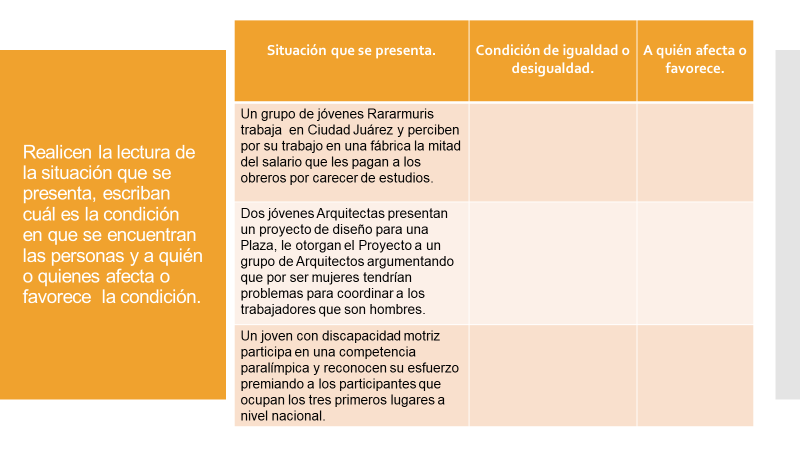 Realicen la lectura de
la situación que se
presenta, escriban
cuál es la condición
en que se encuentran
las personas y a quién
o quienes afecta o
favorece la condición.
Situación que se presenta.
Condición de igualdad o
desigualdad.
A quién afecta o
favorece.
Un grupo de jóvenes Rararmuris
trabaja en Ciudad Juárez y perciben
por su trabajo en una fábrica la mitad
del salario que les pagan a los
obreros por carecer de estudios.
Dos jóvenes Arquitectas presentan
un proyecto de diseño para una
Plaza, le otorgan el Proyecto a un
grupo de Arquitectos argumentando
que por ser mujeres tendrían
problemas para coordinar a los
trabajadores que son hombres.
Un joven con discapacidad motriz
participa en una competencia
paralímpica y reconocen su esfuerzo
premiando a los participantes que
ocupan los tres primeros lugares a
nivel nacional.